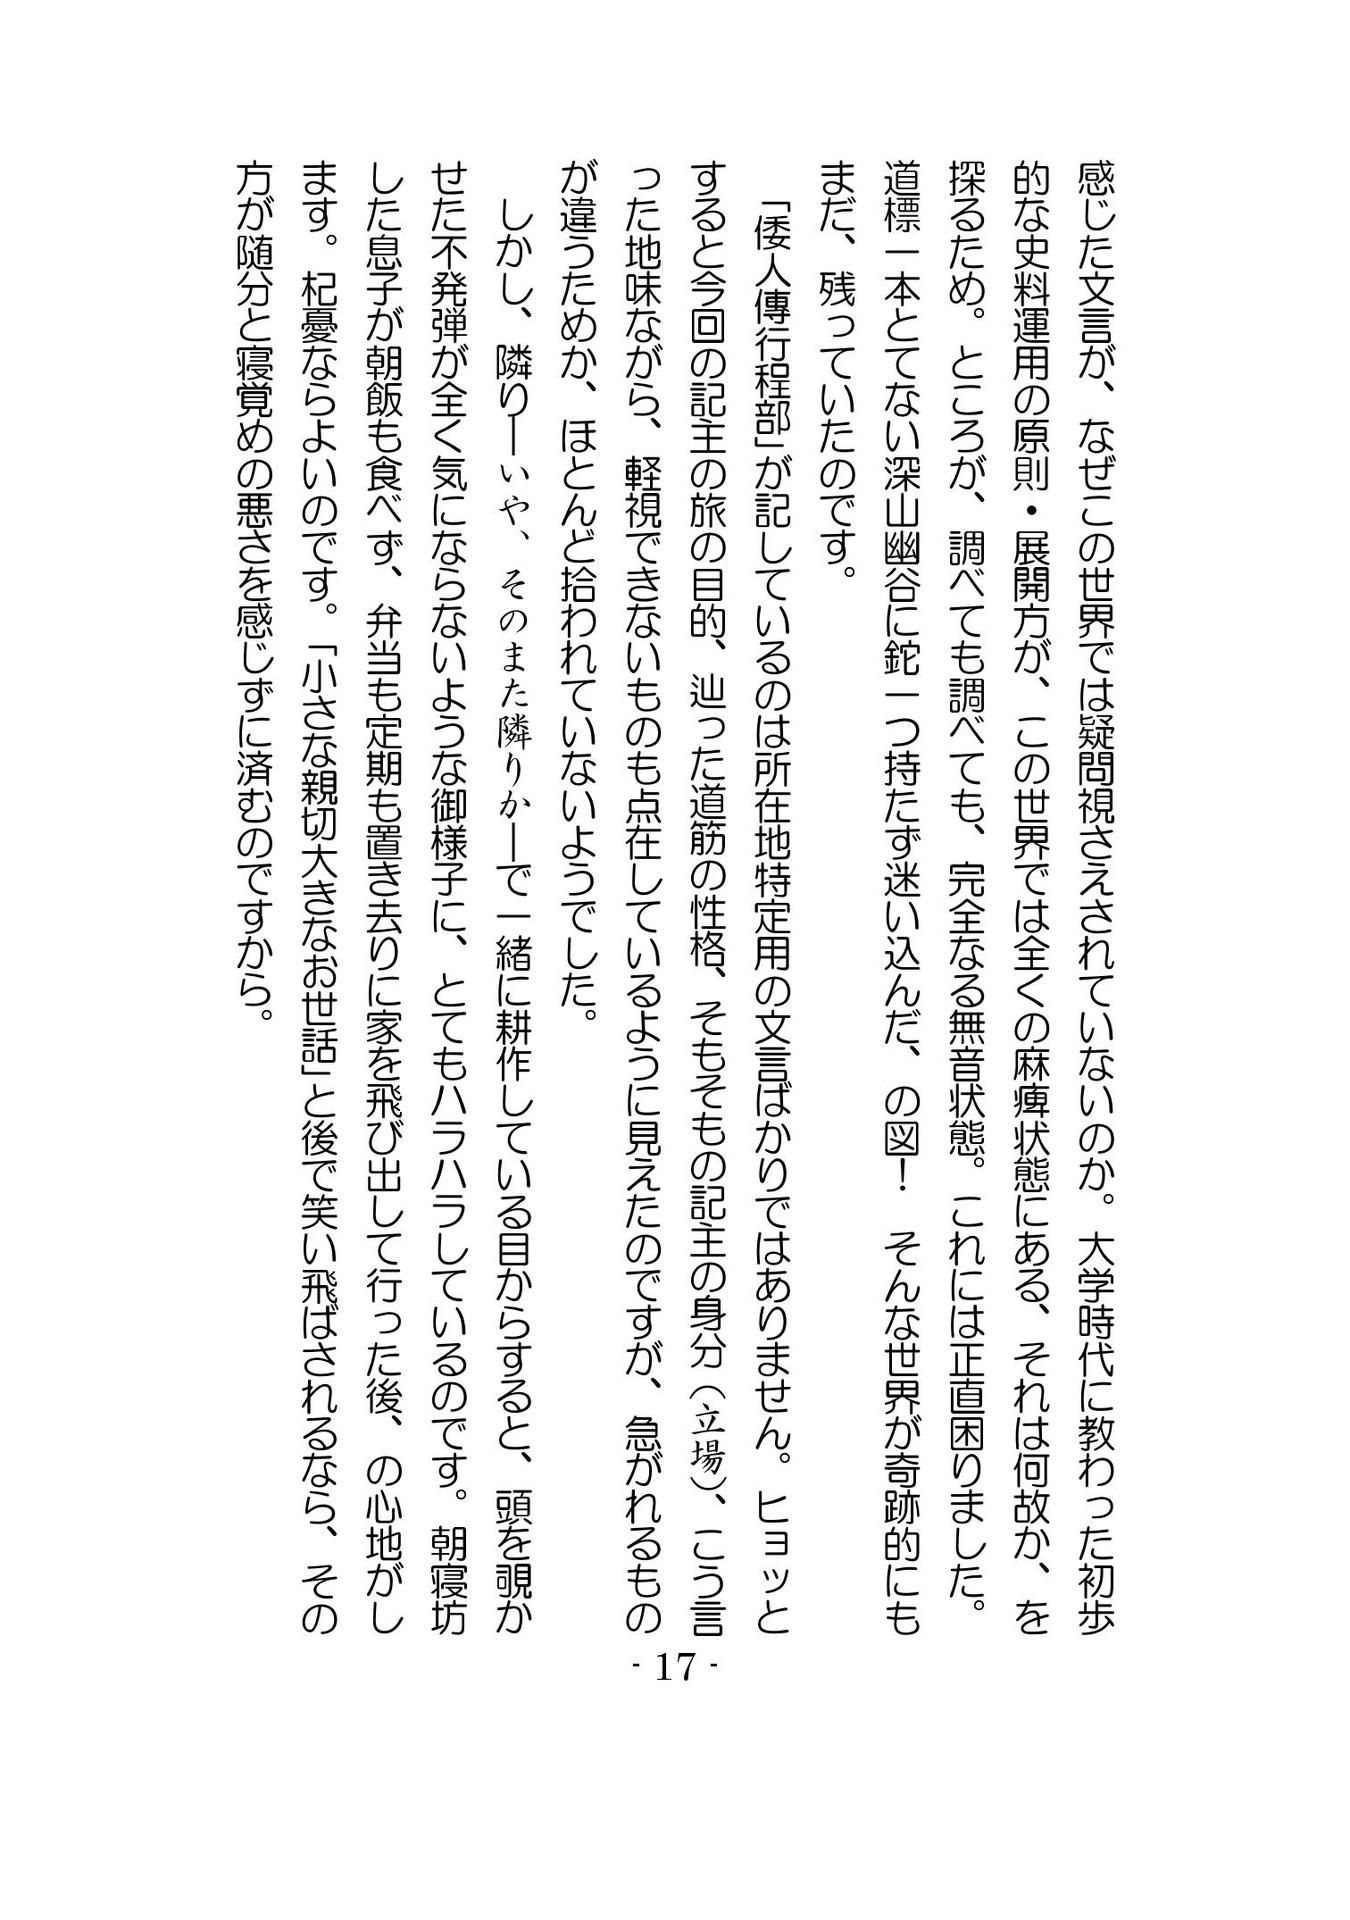 感じた文言が、なぜこの世界では疑問視さえされていないのか。大学時代に教わった初歩
的な史料運用の原則・展開方が、この世界では全くの麻痺状態にある、それは何故か、を
探るため。ところが、調べても調べても、完全なる無音状態。これには正直困りました。
道標一本とてない深山幽谷に鉈一つ持たず迷い込んだ、の図！　そんな世界が奇跡的にも
まだ、残っていたのです。
　「倭人傳行程部」が記しているのは所在地特定用の文言ばかりではありません。ヒョッと
すると今回の記主の旅の目的、辿った道筋の性格、そもそもの記主の身分（立場）、こう言
った地味ながら、軽視できないものも点在しているように見えたのですが、急がれるもの
が違うためか、ほとんど拾われていないようでした。
　しかし、隣り―いや、そのまた隣りか―で一緒に耕作している目からすると、頭を覗か
せた不発弾が全く気にならないような御様子に、とてもハラハラしているのです。朝寝坊
した息子が朝飯も食べず、弁当も定期も置き去りに家を飛び出して行った後、の心地がし
ます。杞憂ならよいのです。「小さな親切大きなお世話」と後で笑い飛ばされるなら、その
方が随分と寝覚めの悪さを感じずに済むのですから。
- 17 -